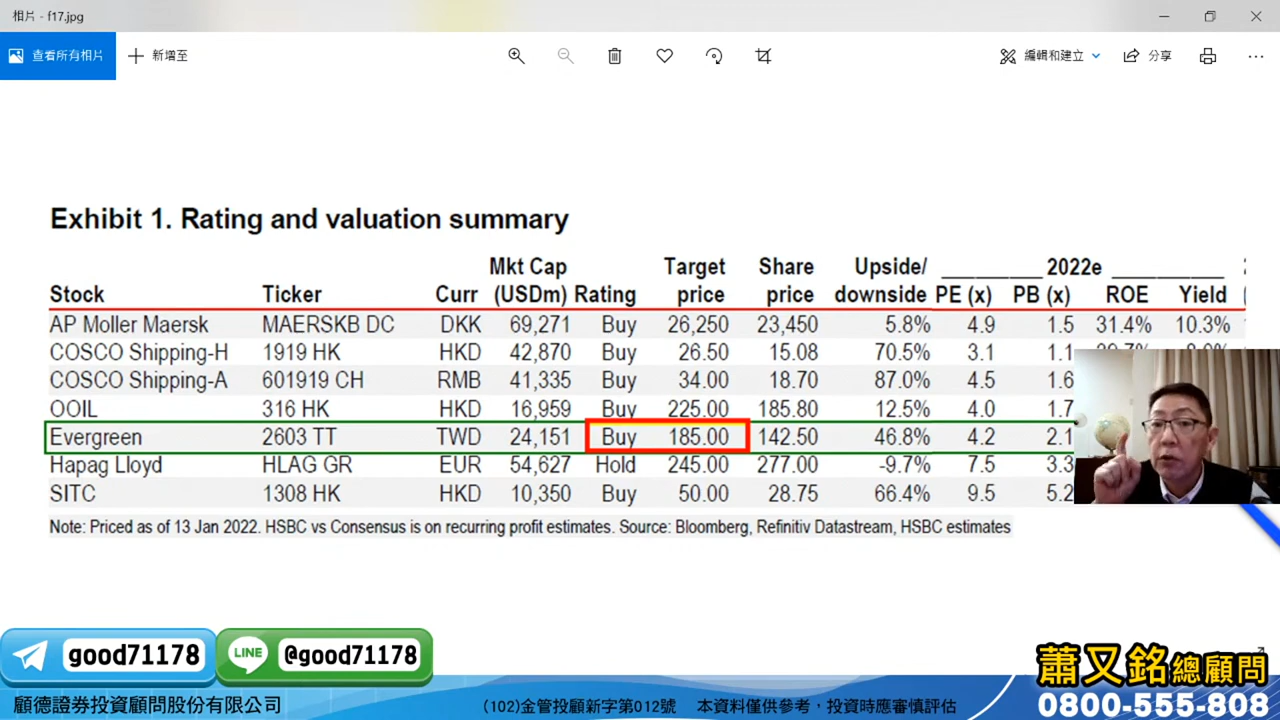 相片 - f17.jpg
查看所有相片
新增至
編輯和建立
分享
Exhibit 1. Rating and valuation summary
Mkt Cap Target Share Upside/ 2022e
Stock Ticker Curr (USDm) Rating price price downside PE (x) PB (x) ROE Yield
AP Moller Maersk MAERSKB DC DKK 69,271 Buy 26,250 23,450 5.8% 4.9 1.5 31.4% 10.3%
COSCO Shipping-H 1919 HK HKD 42,870 Buy 26.50 15.08 70.5% 3.1 1.1
COSCO Shipping-A 601919 CH RMB 41,335 Buy 34.00 18.70 87.0% 4.5 1.6
OOIL 316 HK HKD 16,959 Buy 225.00 185.80 12.5% 4.0 1.7
Evergreen 2603 TT TWD 24,151 Buy 185.00 142.50 46.8% 4.2 2.1
Hapag Lloyd HLAG GR EUR 54,627 Hold 245.00 277.00 -9.7% 7.5 3.3
SITC 1308 HK HKD 10,350 Buy 50.00 28.75 66.4% 9.5 5.2
Note: Priced as of 13 Jan 2022. HSBC vs Consensus is on recurring profit estimates. Source: Bloomberg, Refinitiv Datastream, HSBC estimates
good71178
LINE @good71178
蕭又銘總顧問
顧德證券投資顧問股份有限公司
(102)金管投顧新字第012號 本資料僅供參考，投資時應審慎評估
0800-555-808